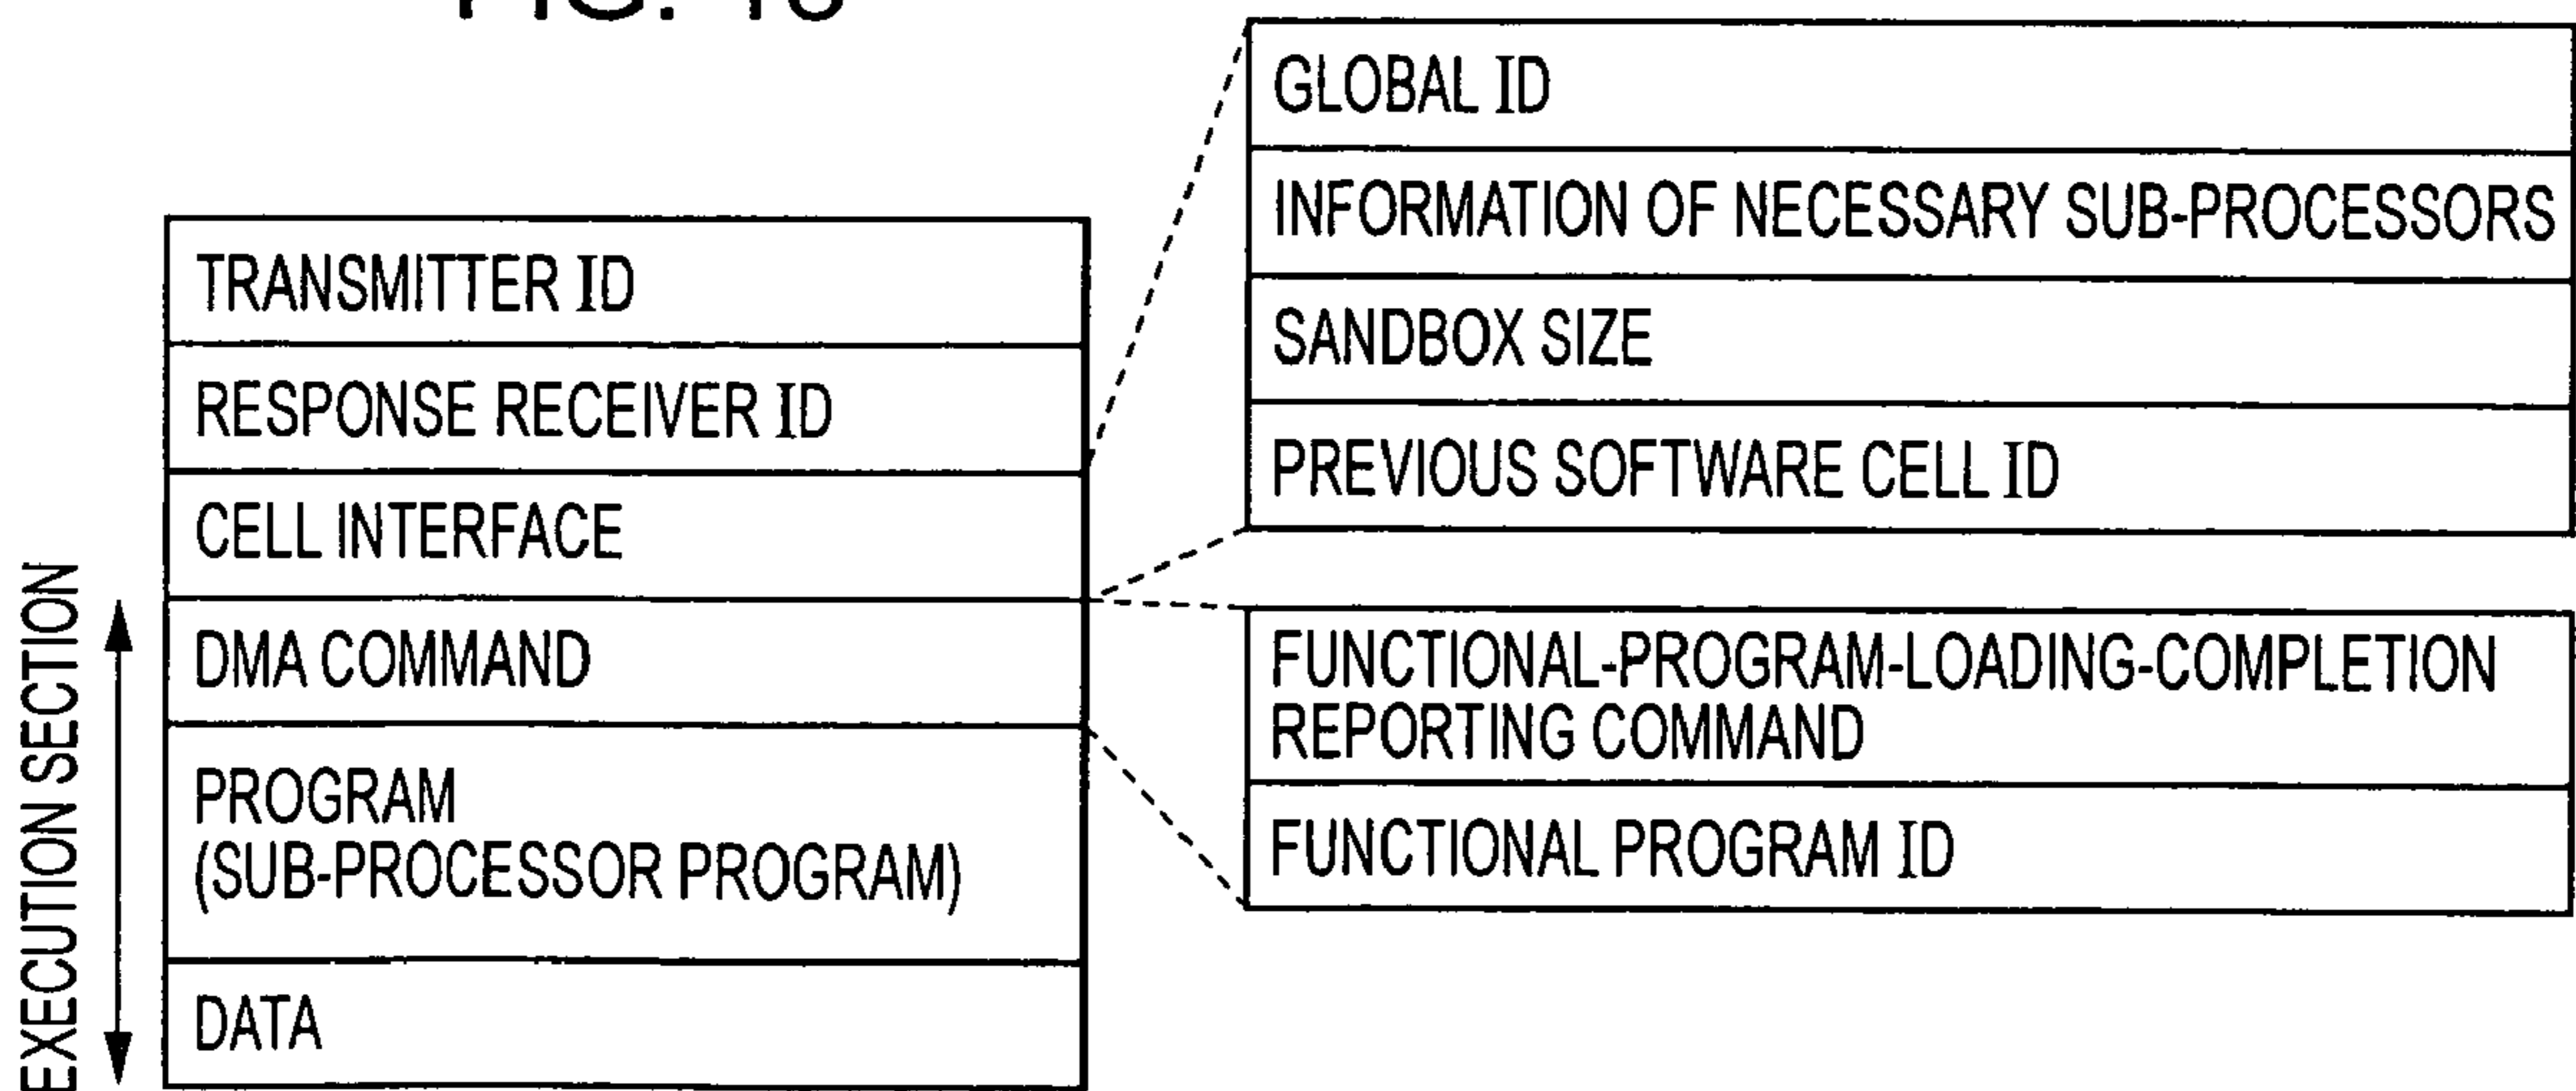 TRANSMITTER ID
RESPONSE RECEIVER ID
CELL INTERFACE
DMA COMMAND
PROGRAM
(SUB-PROCESSOR PROGRAM)
DATA
EXECUTION SECTION
GLOBAL ID
INFORMATION OF NECESSARY SUB-PROCESSORS
SANDBOX SIZE
PREVIOUS SOFTWARE CELL ID
FUNCTIONAL-PROGRAM-LOADING-COMPLETION
REPORTING COMMAND
FUNCTIONAL PROGRAM ID